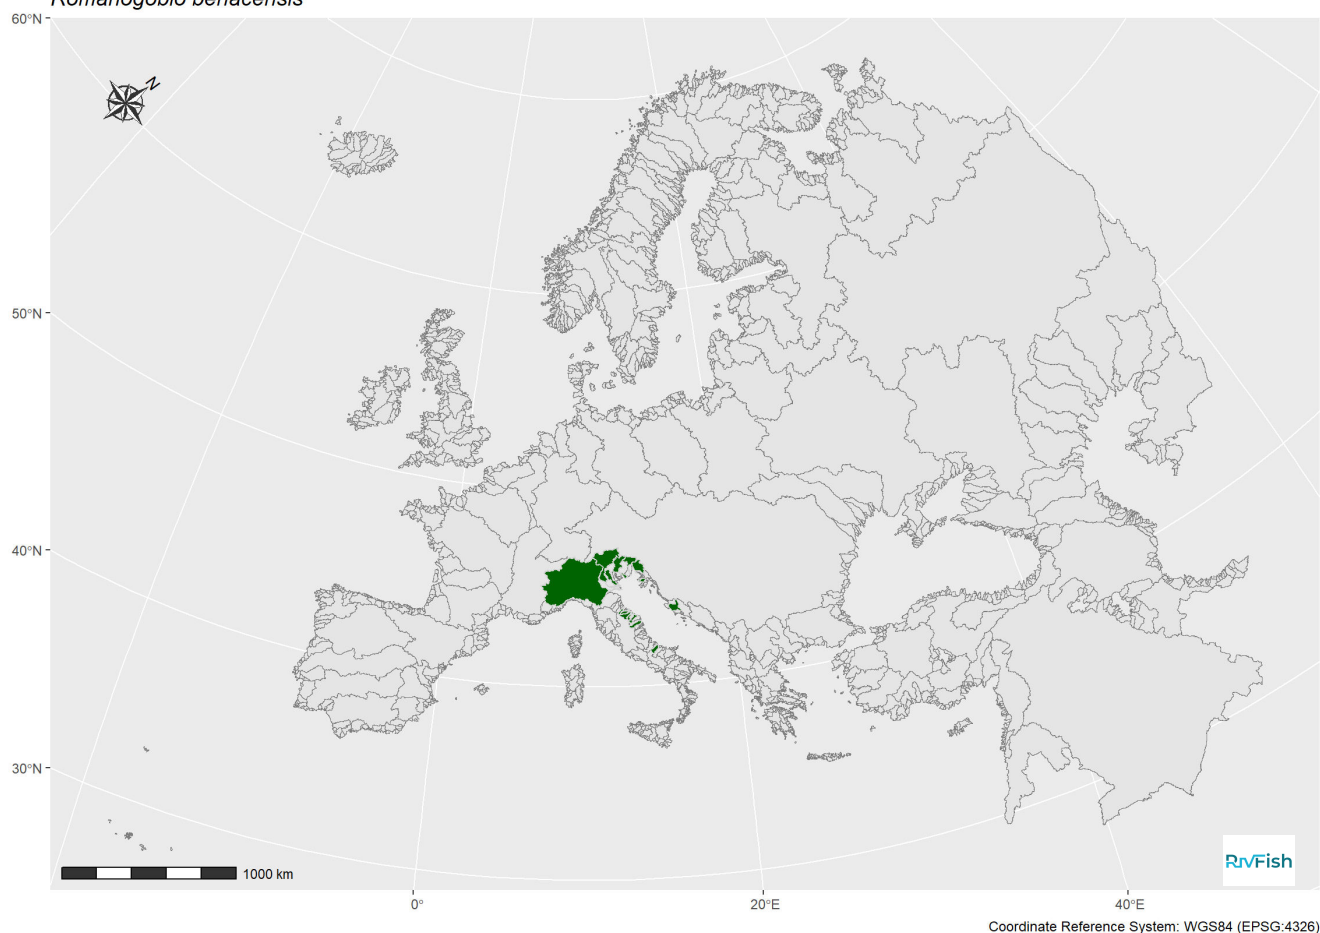 Romanogobio benacensis
60°N
N
50°N
40°N
30°N
1000 km
RivFish
0°
20°E
40°E
Coordinate Reference System: WGS84 (EPSG:4326)